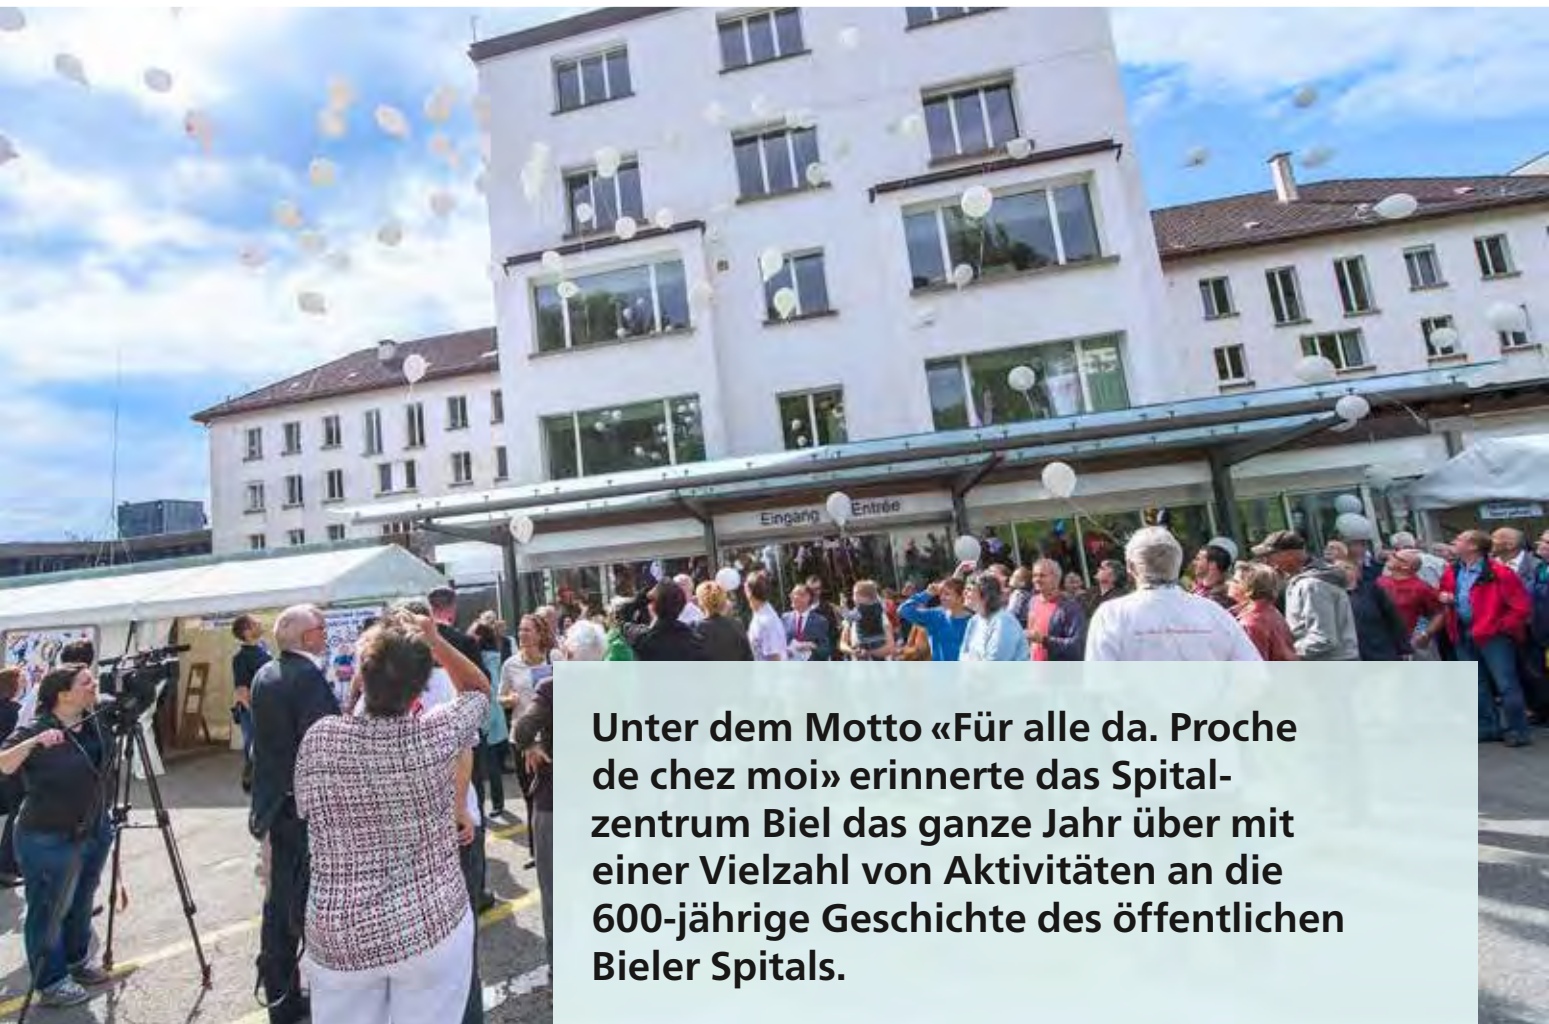 Eingang Entrée
Unter dem Motto «Für alle da. Proche
de chez moi» erinnerte das Spital-
zentrum Biel das ganze Jahr über mit
einer Vielzahl von Aktivitäten an die
600-jährige Geschichte des öffentlichen
Bieler Spitals.